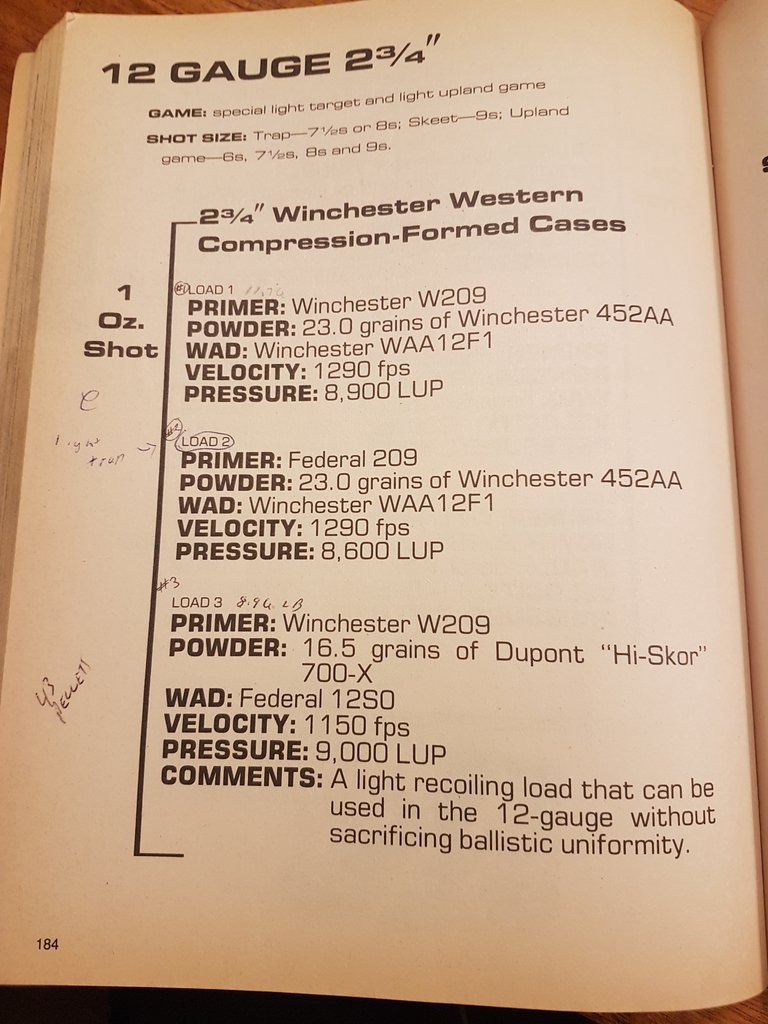 12 GAUGE 2¾"
GAME: special light target and light upland game
SHOT SIZE: Trap—7½s or 8s; Skeet—9s; Upland
game—6s, 7½s, 8s and 9s.
2¾" Winchester Western
Compression-Formed Cases
1
Oz.
Shot
#1 LOAD 1
PRIMER: Winchester W209
POWDER: 23.0 grains of Winchester 452AA
WAD: Winchester WAA12F1
VELOCITY: 1290 fps
PRESSURE: 8,900 LUP
e
Light
trap
#2
LOAD 2
PRIMER: Federal 209
POWDER: 23.0 grains of Winchester 452AA
WAD: Winchester WAA12F1
VELOCITY: 1290 fps
PRESSURE: 8,600 LUP
#3
LOAD 3
PRIMER: Winchester W209
POWDER: 16.5 grains of Dupont "Hi-Skor"
700-X
WAD: Federal 12S0
VELOCITY: 1150 fps
PRESSURE: 9,000 LUP
COMMENTS: A light recoiling load that can be
used in the 12-gauge without
sacrificing ballistic uniformity.
43
184